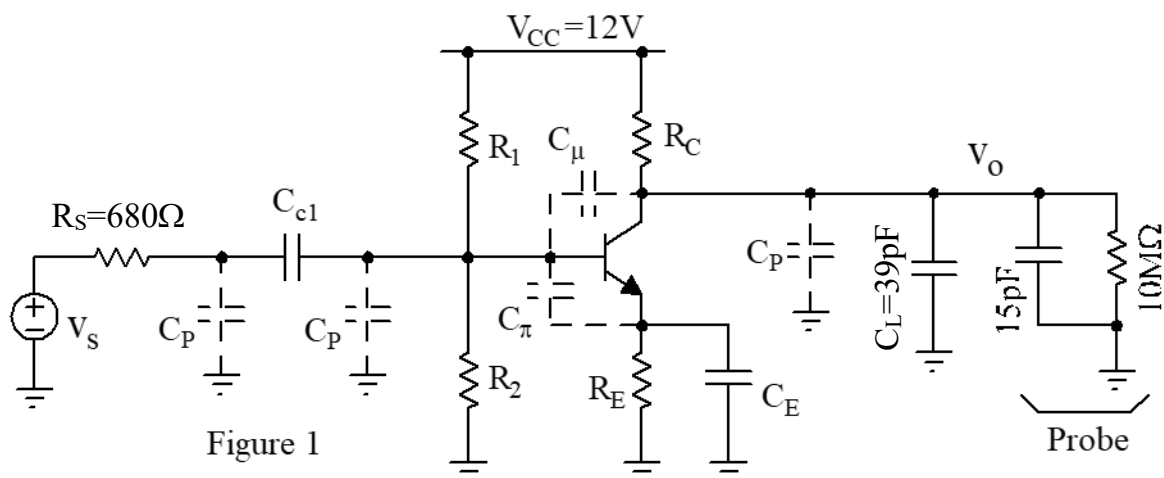 V_CC=12V
R_1
C_μ
R_C
V_o
R_S=680Ω
C_c1
C_P
C_P
C_π
C_P
C_L=39pF
15pF
10MΩ
V_s
R_2
R_E
C_E
Probe
Figure 1